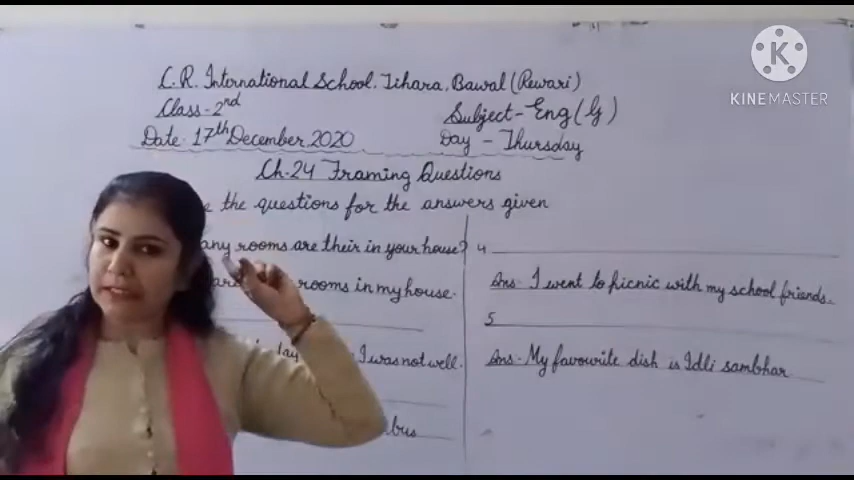 KINEMASTER
C.R. International School, Jihara, Bawal (Rewari)
Class - 2nd
Subject - Eng (G)
Date - 17th December, 2020
Day - Thursday
Ch-24 Framing Questions
the questions for the answers given
any rooms are their in your house?
rooms in my house.
I was not well.
bus
4
Ans - I went to picnic with my school friends.
5
Ans - My favourite dish is Idli sambhar